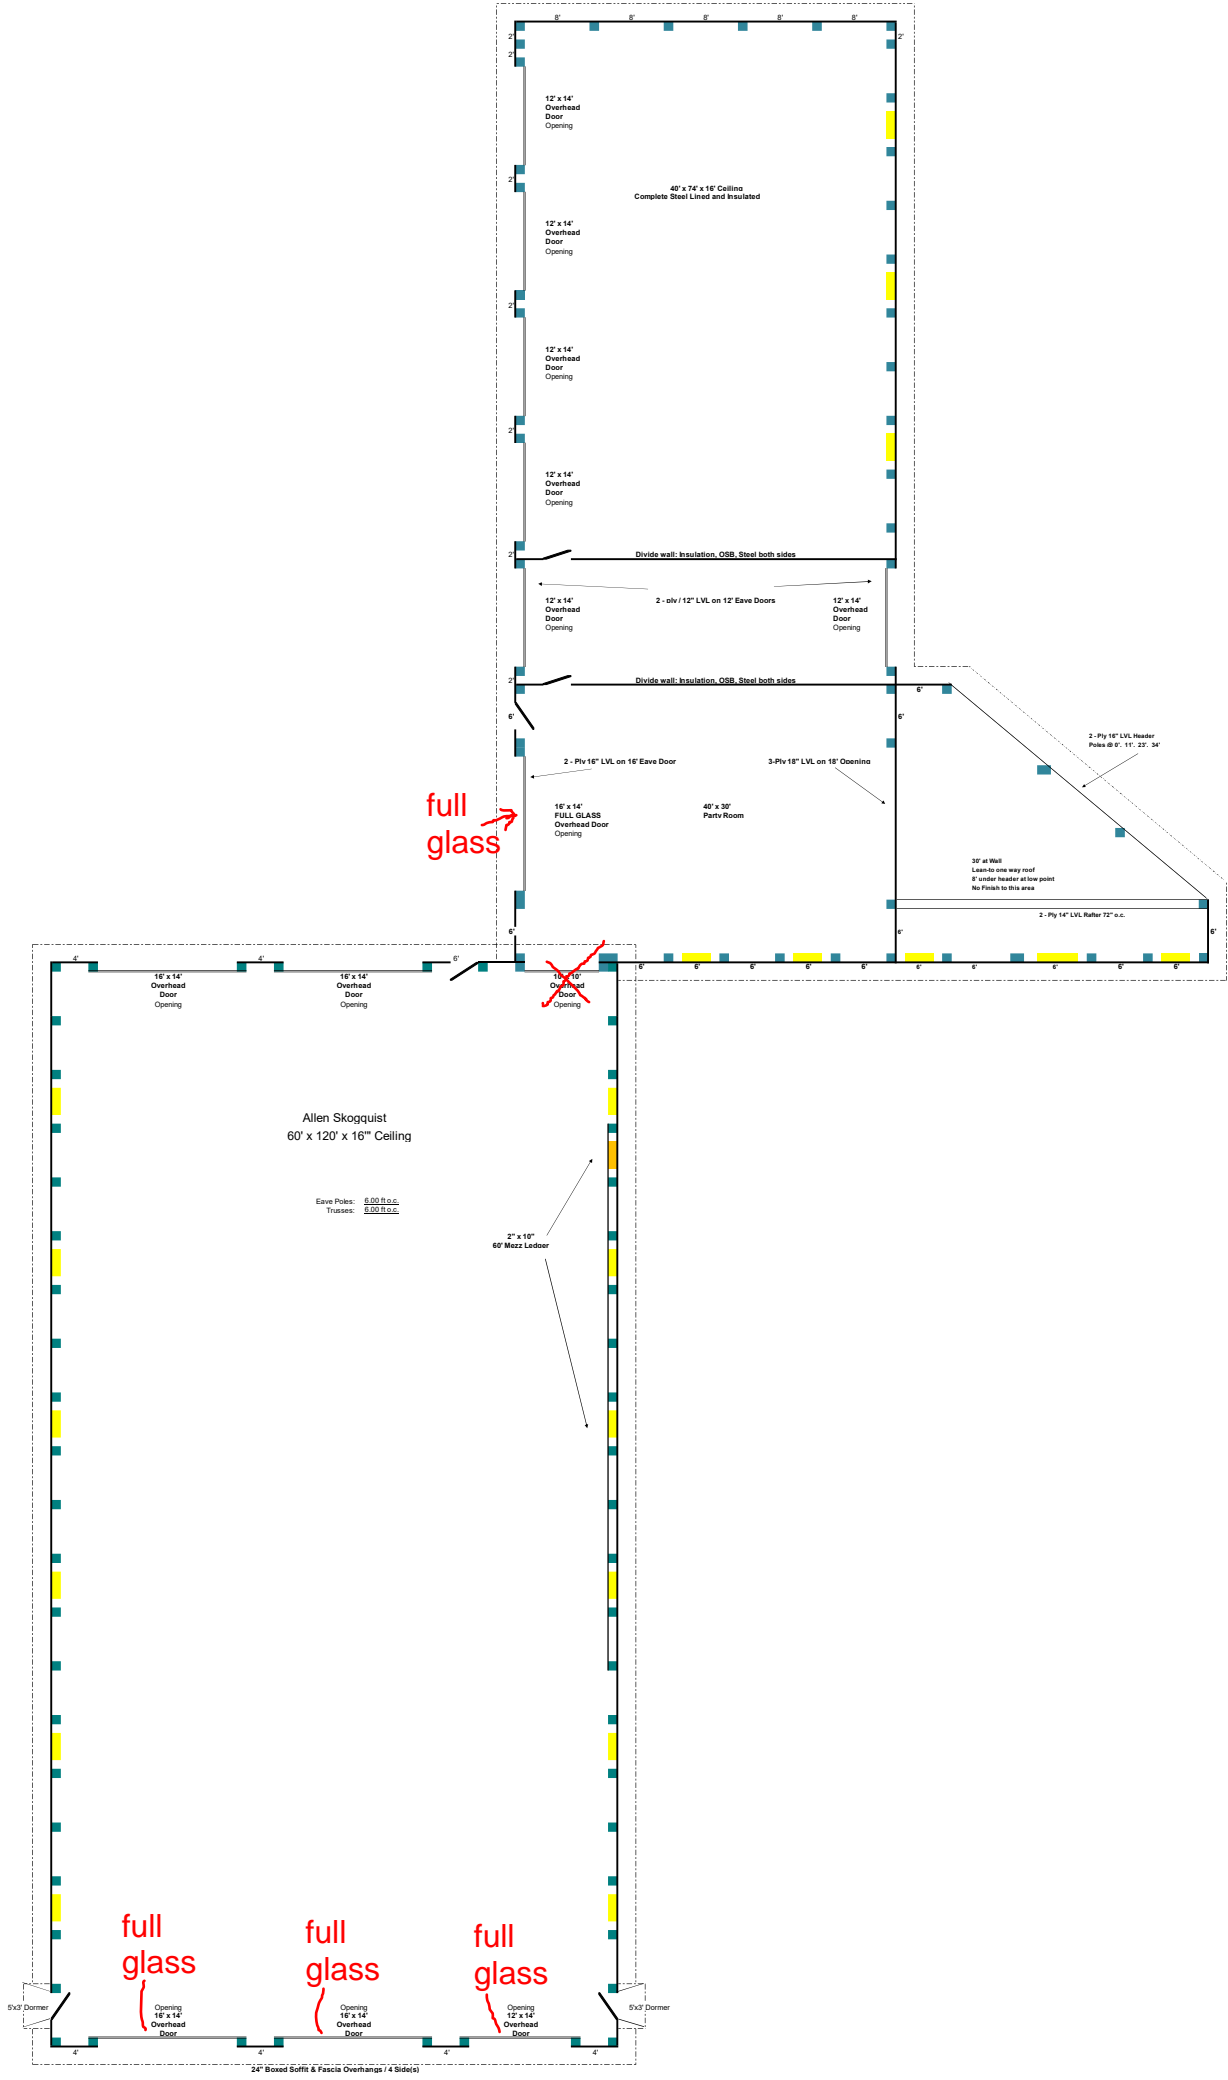 8' 8' 8' 8' 8'
2' 2'
2'
12' x 14'
Overhead
Door
Opening
2'
40' x 74' x 16' Ceiling
Complete Steel Lined and Insulated
12' x 14'
Overhead
Door
Opening
2'
12' x 14'
Overhead
Door
Opening
2'
12' x 14'
Overhead
Door
Opening
2'
Divide wall: Insulation, OSB, Steel both sides
12' x 14'
Overhead
Door
Opening
2 - ply / 12" LVL on 12' Eave Doors
12' x 14'
Overhead
Door
Opening
2'
Divide wall: Insulation, OSB, Steel both sides
6'
6'
6'
2 - Ply 16" LVL Header
Poles @ 0'. 11'. 23'. 34'
2 - Ply 16" LVL on 16' Eave Door
3-Ply 18" LVL on 18' Opening
full
glass
16' x 14'
FULL GLASS
Overhead Door
Opening
40' x 30'
Party Room
30' at Wall
Lean-to one way roof
8' under header at low point
No Finish to this area
2 - Ply 14" LVL Rafter 72" o.c.
6' 6' 6'
4' 4' 6'
6' 6' 6' 6' 6' 6' 6' 6'
16' x 14'
Overhead
Door
Opening
16' x 14'
Overhead
Door
Opening
10' x 10'
Overhead
Door
Opening
Allen Skogquist
60' x 120' x 16'" Ceiling
Eave Poles: 6.00 ft o.c.
Trusses: 6.00 ft o.c.
2" x 10"
60' Mezz Ledger
full
glass
full
glass
full
glass
5'x3' Dormer
Opening
16' x 14'
Overhead
Door
Opening
16' x 14'
Overhead
Door
Opening
12' x 14'
Overhead
Door
5'x3' Dormer
4' 4' 4' 4'
24" Boxed Soffit & Fascia Overhangs / 4 Side(s)